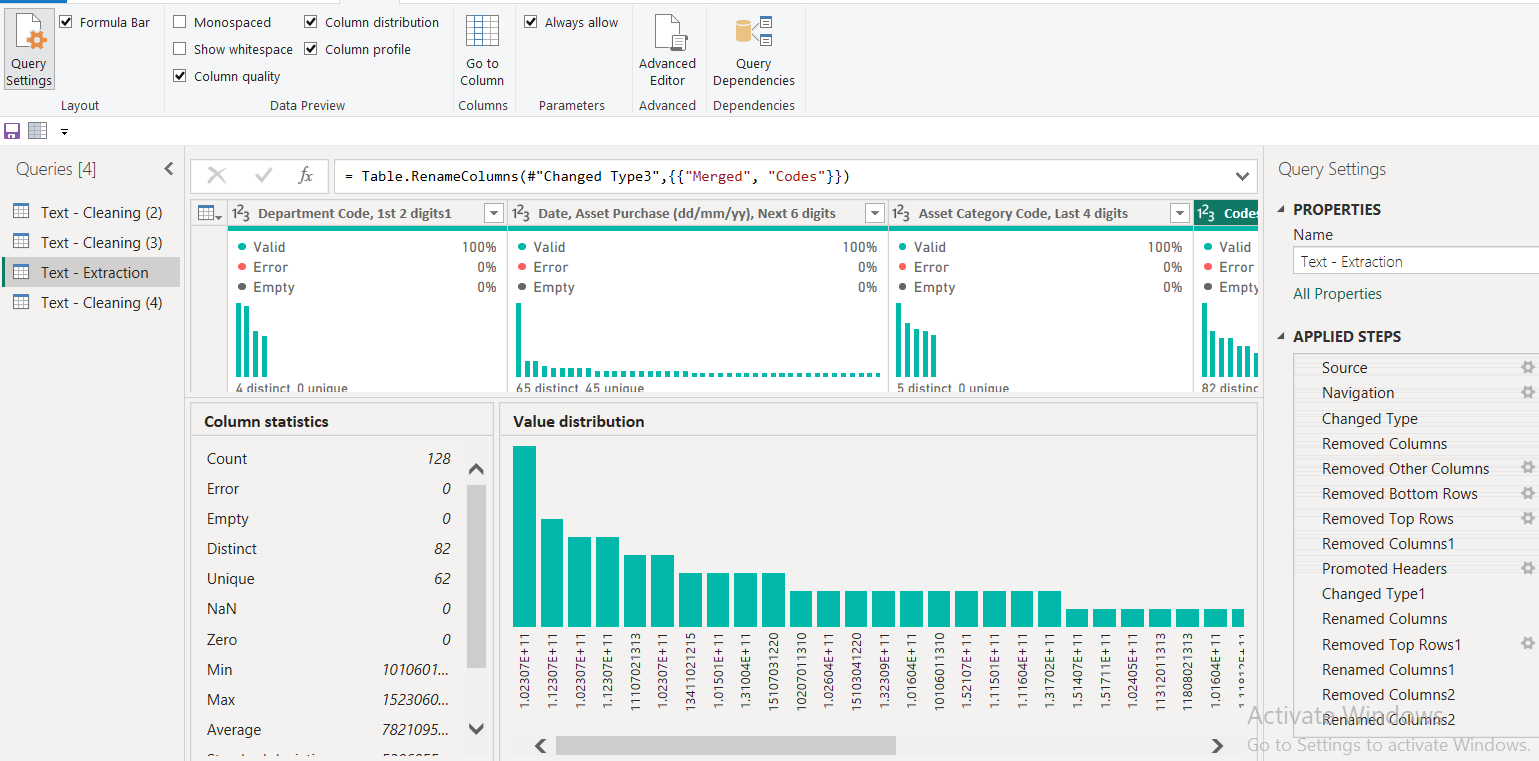 Query
Settings
Formula Bar
Layout
Monospaced
Show whitespace
Column quality
Column distribution
Column profile
Data Preview
Go to
Column
Columns
Always allow
Parameters
Advanced
Editor
Advanced
Query
Dependencies
Dependencies
Queries [4]
Text - Cleaning (2)
Text - Cleaning (3)
Text - Extraction
Text - Cleaning (4)
fx = Table.RenameColumns(#"Changed Type3",{{"Merged", "Codes"}})
123 Department Code, 1st 2 digits1
Valid 100%
Error 0%
Empty 0%
4 distinct, 0 unique
123 Date, Asset Purchase (dd/mm/yy), Next 6 digits
Valid 100%
Error 0%
Empty 0%
65 distinct, 45 unique
123 Asset Category Code, Last 4 digits
Valid 100%
Error 0%
Empty 0%
5 distinct, 0 unique
123 Codes
Valid
Error
Empty
82 distinc
Column statistics
Count 128
Error 0
Empty 0
Distinct 82
Unique 62
NaN 0
Zero 0
Min 1010601...
Max 1523060...
Average 7821095...
Value distribution
1.02307E+11
1.12307E+11
1.02307E+11
1.12307E+11
11107021313
1.02307E+11
13411021215
1.01501E+11
1.31004E+11
15107031220
10207011310
1.02604E+11
15103041220
1.32309E+11
1.01604E+11
10106011310
1.52107E+11
1.11501E+11
1.11604E+11
1.31702E+11
1.51407E+11
1.51711E+11
1.02405E+11
11312011313
11808021313
1.01604E+11
Query Settings
PROPERTIES
Name
Text - Extraction
All Properties
APPLIED STEPS
Source
Navigation
Changed Type
Removed Columns
Removed Other Columns
Removed Bottom Rows
Removed Top Rows
Removed Columns1
Promoted Headers
Changed Type1
Renamed Columns
Removed Top Rows1
Renamed Columns1
Removed Columns2
Renamed Columns2
Activate Windows
Go to Settings to activate Windows.